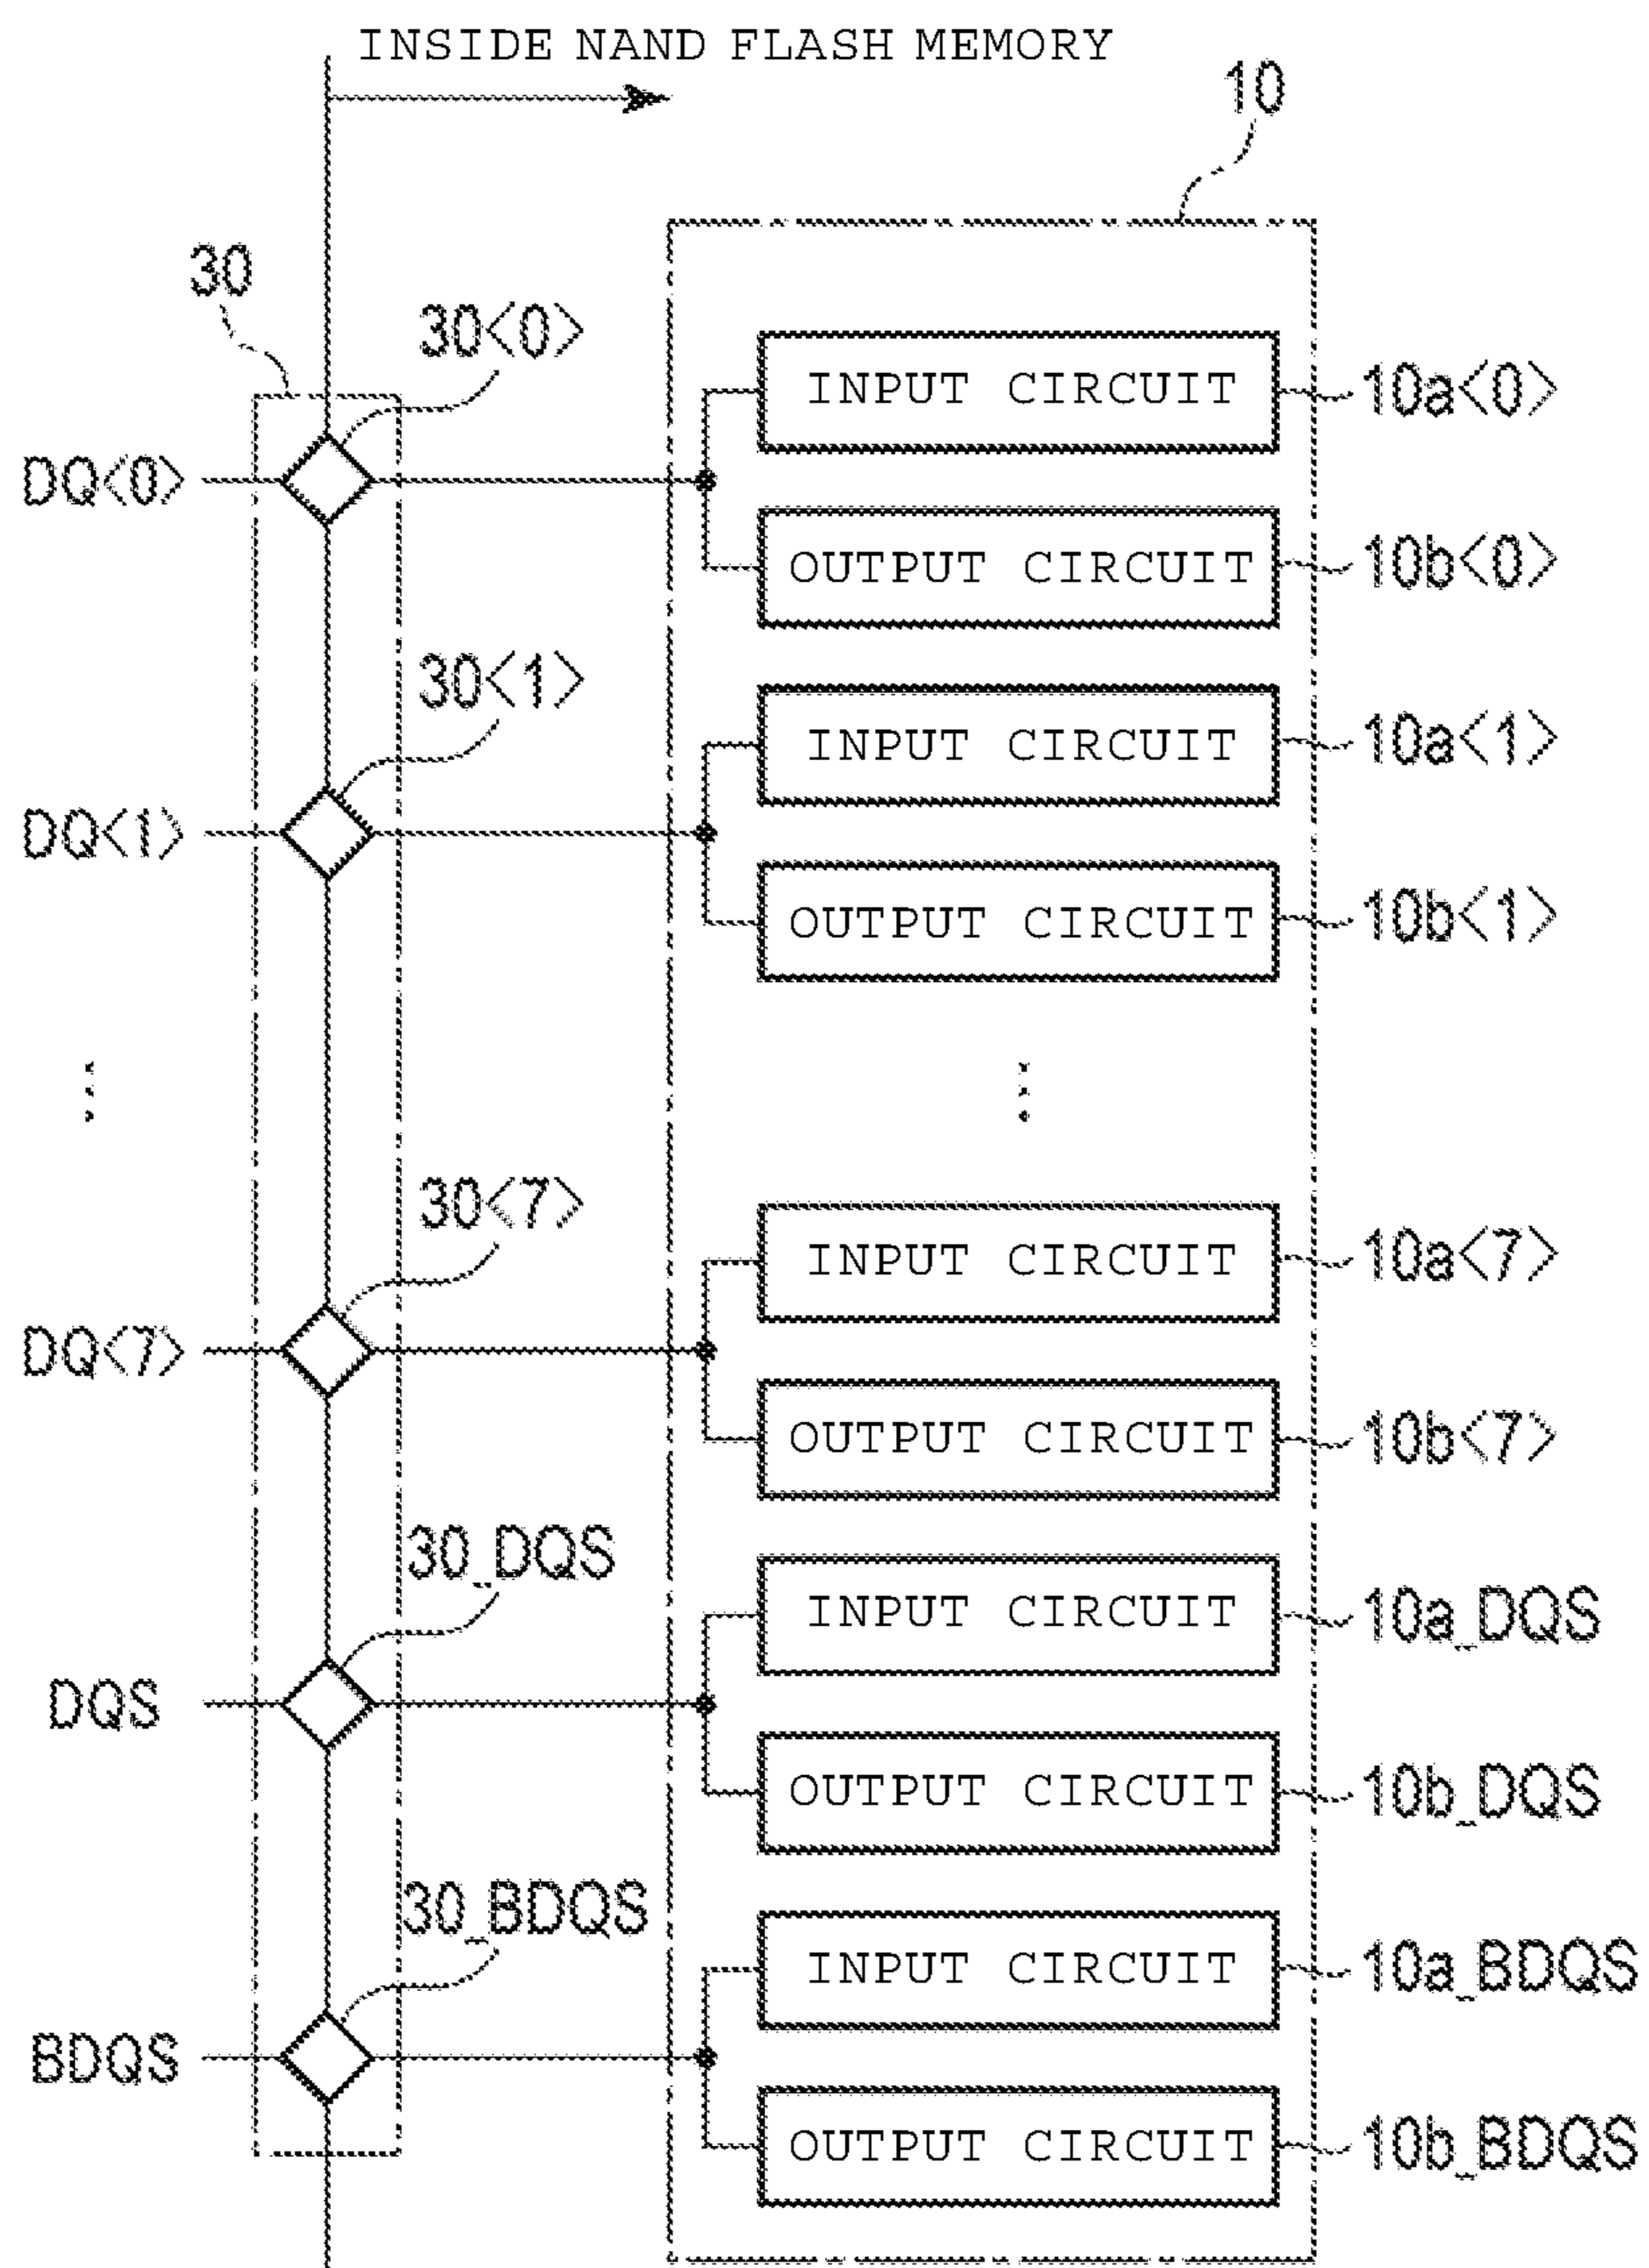 INSIDE NAND FLASH MEMORY
10
30
30<0>
INPUT CIRCUIT
10a<0>
DQ<0>
OUTPUT CIRCUIT
10b<0>
30<1>
INPUT CIRCUIT
10a<1>
DQ<1>
OUTPUT CIRCUIT
10b<1>
30<7>
INPUT CIRCUIT
10a<7>
DQ<7>
OUTPUT CIRCUIT
10b<7>
30_DQS
INPUT CIRCUIT
10a_DQS
DQS
OUTPUT CIRCUIT
10b_DQS
30_BDQS
INPUT CIRCUIT
10a_BDQS
BDQS
OUTPUT CIRCUIT
10b_BDQS